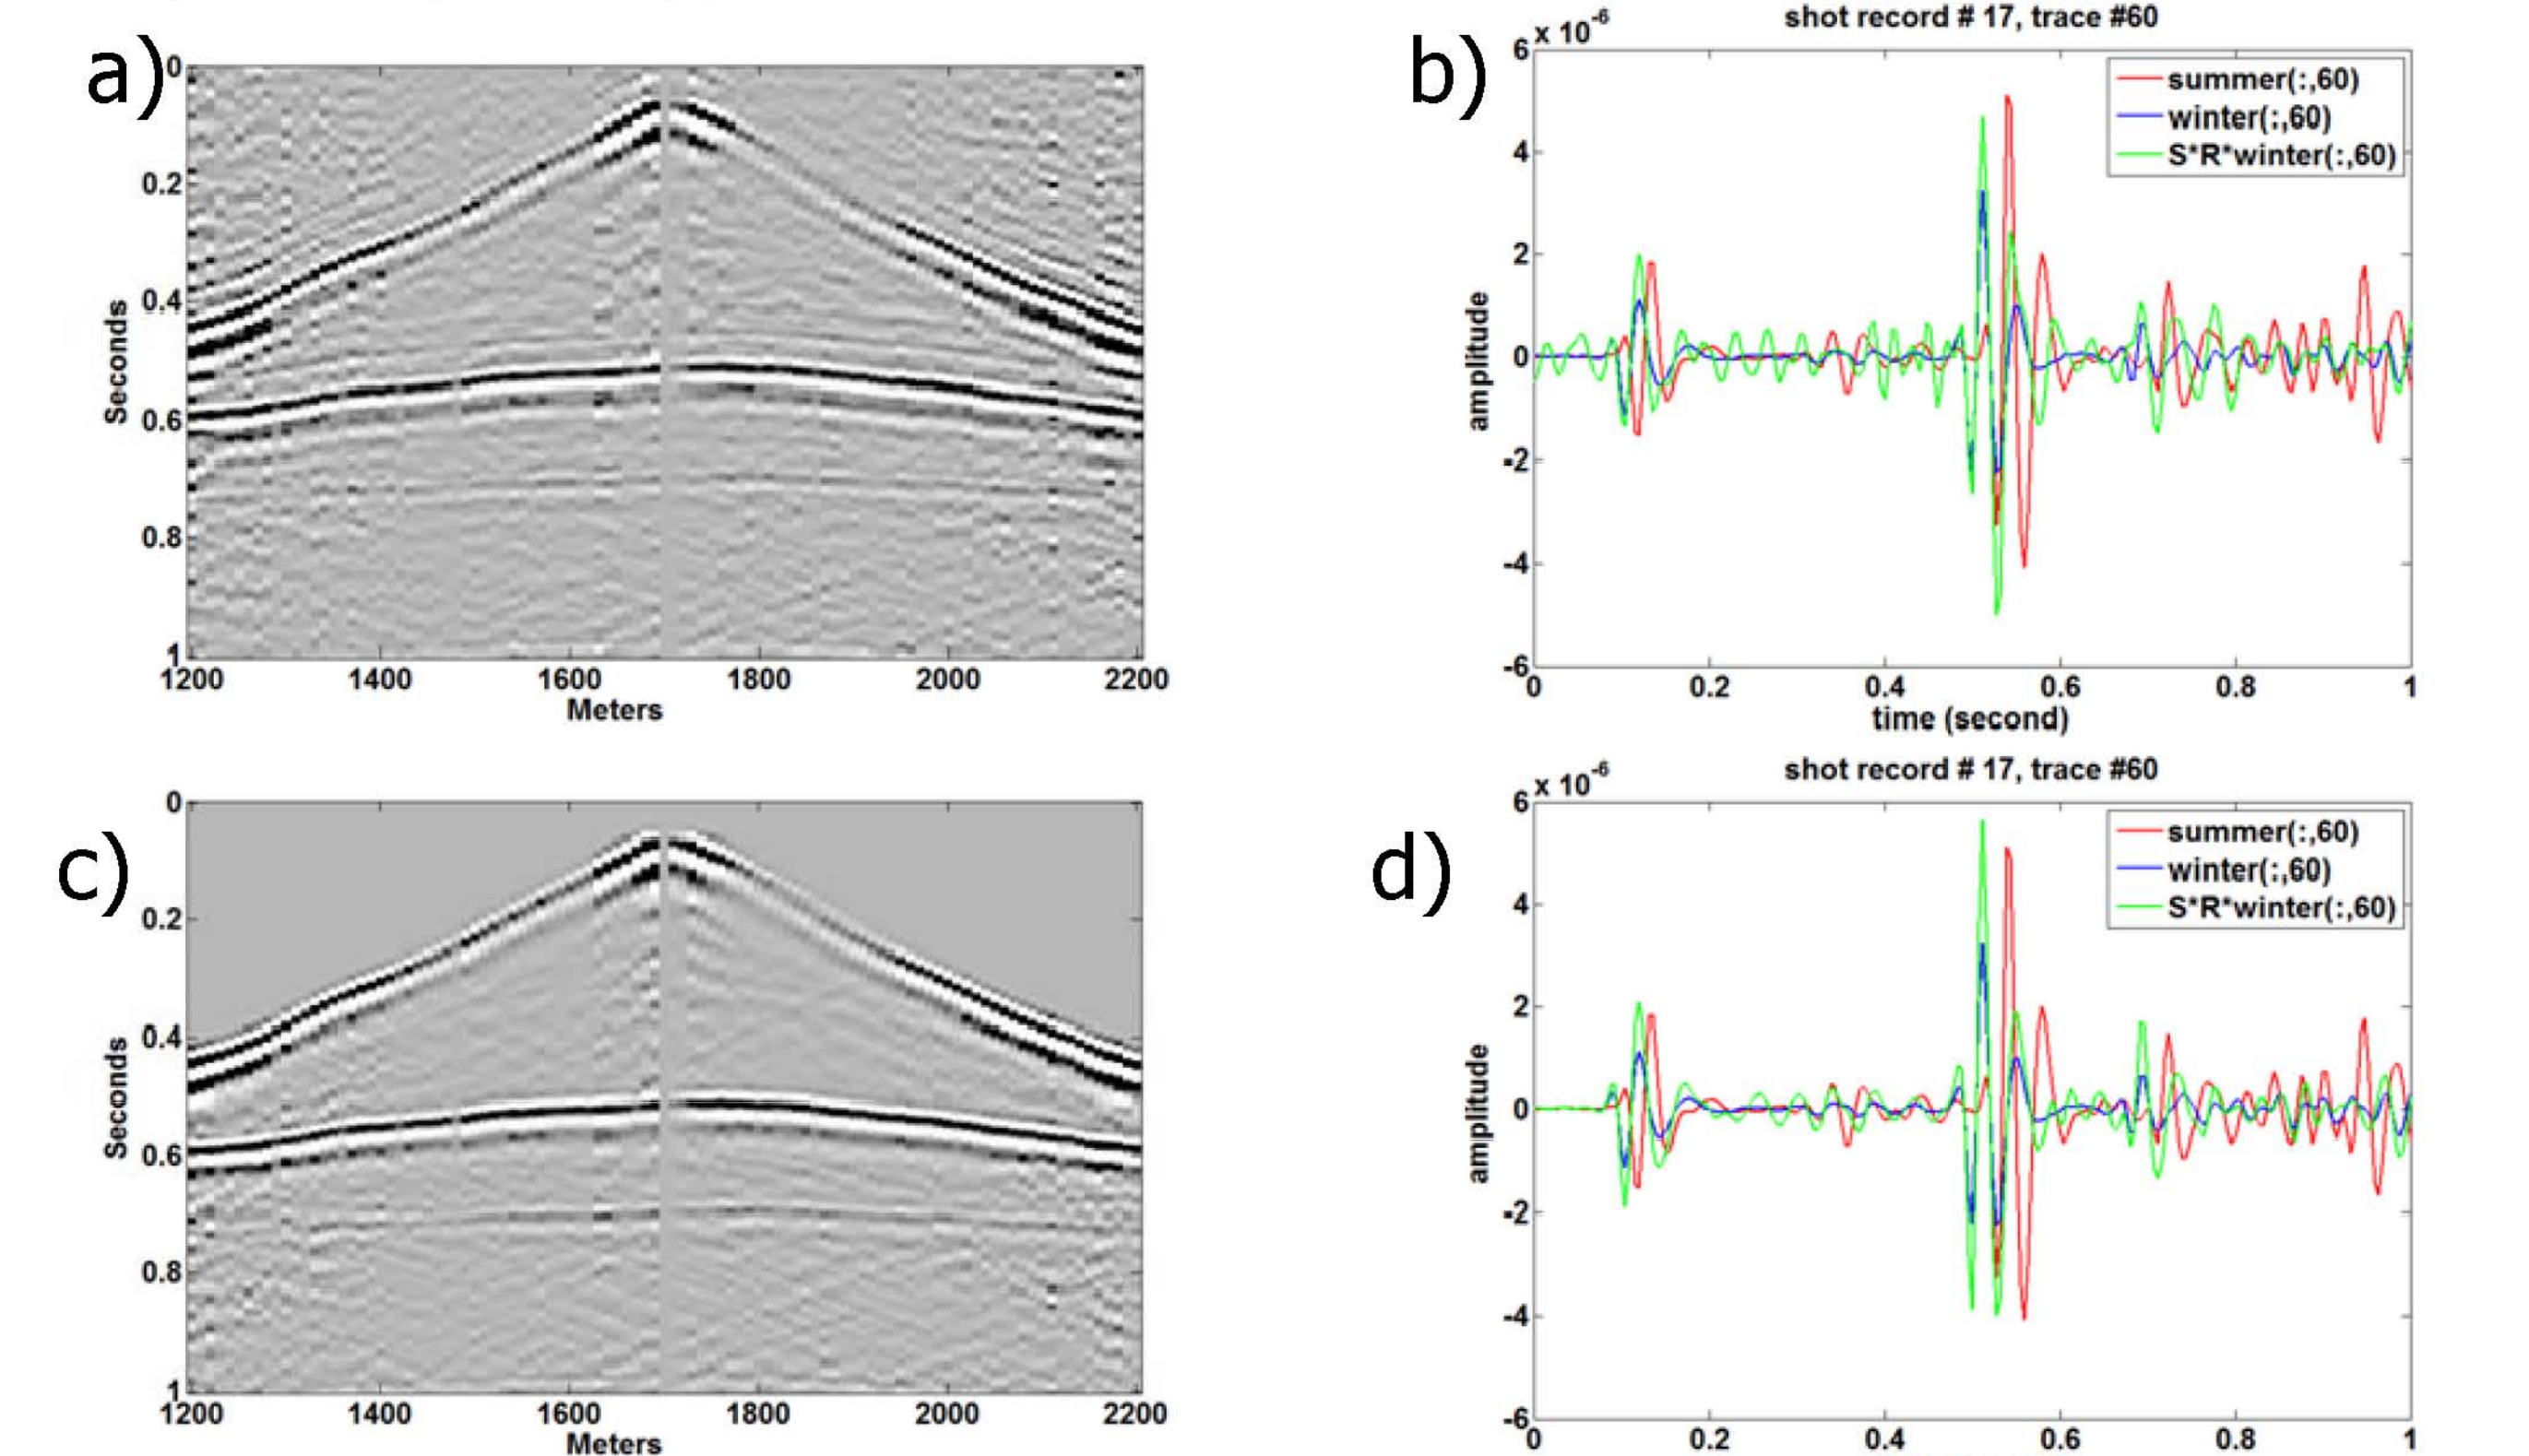 a)
0
0.2
0.4
0.6
0.8
1
Seconds
1200 1400 1600 1800 2000 2200
Meters
b)
shot record # 17, trace #60
x 10-6
6
4
2
0
-2
-4
-6
amplitude
summer(:,60)
winter(:,60)
S*R*winter(:,60)
0 0.2 0.4 0.6 0.8 1
time (second)
c)
0
0.2
0.4
0.6
0.8
1
Seconds
1200 1400 1600 1800 2000 2200
Meters
d)
shot record # 17, trace #60
x 10-6
6
4
2
0
-2
-4
-6
amplitude
summer(:,60)
winter(:,60)
S*R*winter(:,60)
0 0.2 0.4 0.6 0.8 1